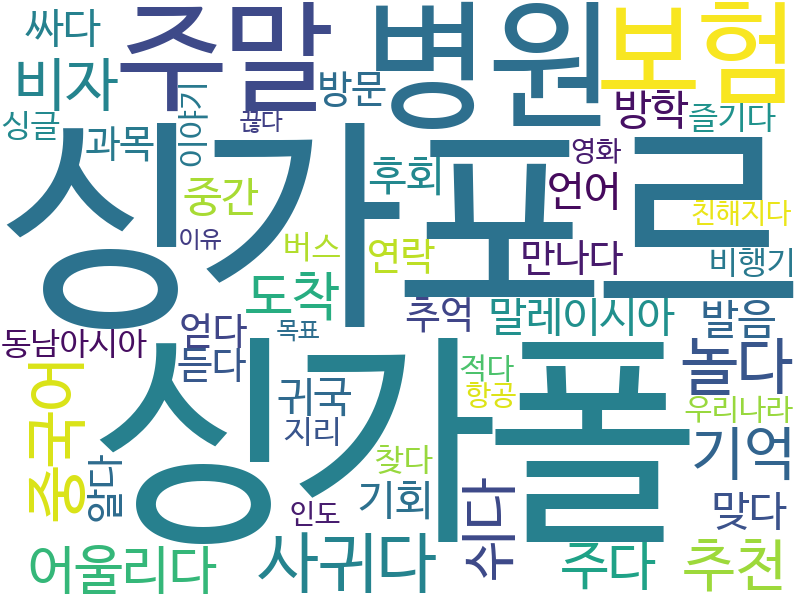 싸다
주말
병원
보험
비자
방문
방학
즐기다
싱글
과목
이야기
끊다
영화
싱가포르
후회
언어
중간
친해지다
이유
버스
연락
만나다
비행기
도착
추억
말레이시아
발음
동남아시아
얻다
목표
듣다
싱가폴
적다
놀다
중국어
귀국
항공
우리나라
지리
찾다
기억
알다
기회
쉬다
맞다
인도
어울리다
사귀다
주다
추천